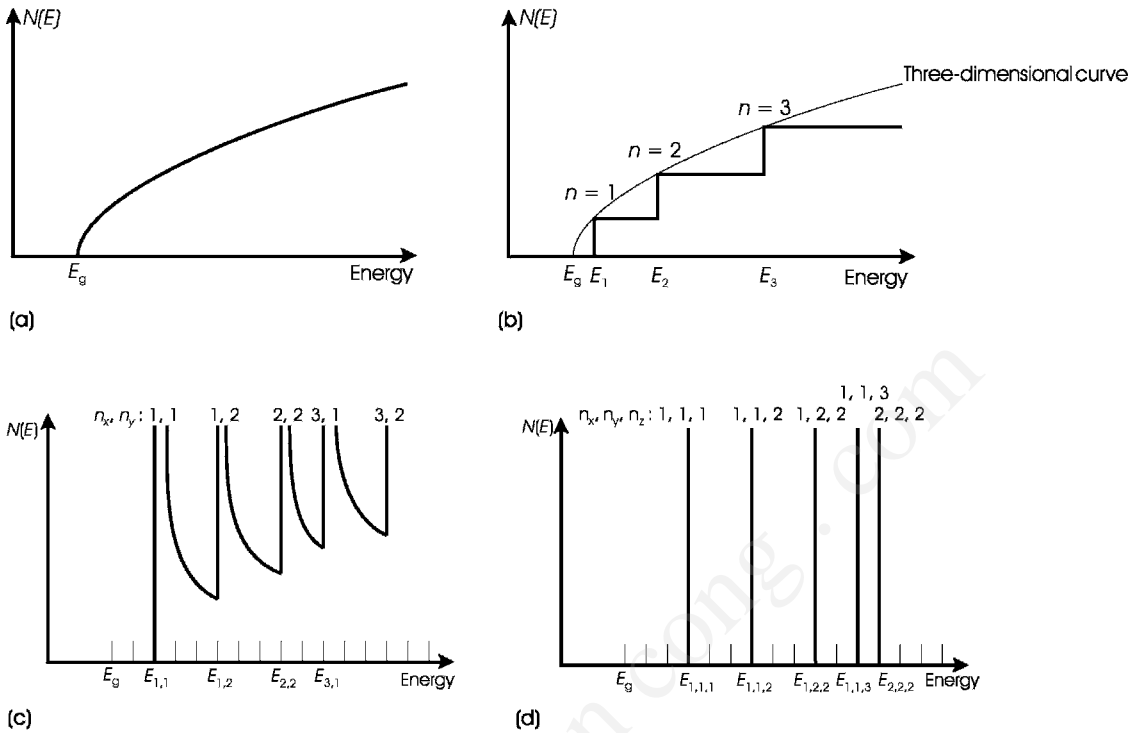 N(E)
E_g
Energy
(a)
N(E)
Three-dimensional curve
n = 3
n = 2
n = 1
E_g E_1 E_2 E_3 Energy
(b)
n_x, n_y : 1, 1 1, 2 2, 2 3, 1 3, 2
N(E)
E_g E_1,1 E_1,2 E_2,2 E_3,1 Energy
(c)
1, 1, 3
n_x, n_y, n_z : 1, 1, 1 1, 1, 2 1, 2, 2 2, 2, 2
N(E)
E_g E_1,1,1 E_1,1,2 E_1,2,2 E_1,1,3 E_2,2,2 Energy
(d)
cong . com